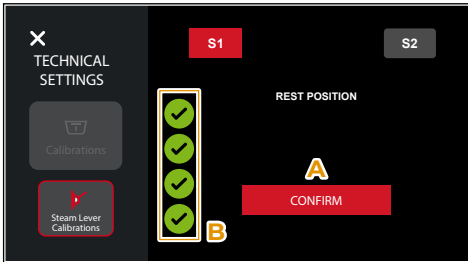 TECHNICAL
SETTINGS
Calibrations
Steam Lever
Calibrations
S1
S2
REST POSITION
A
CONFIRM
B